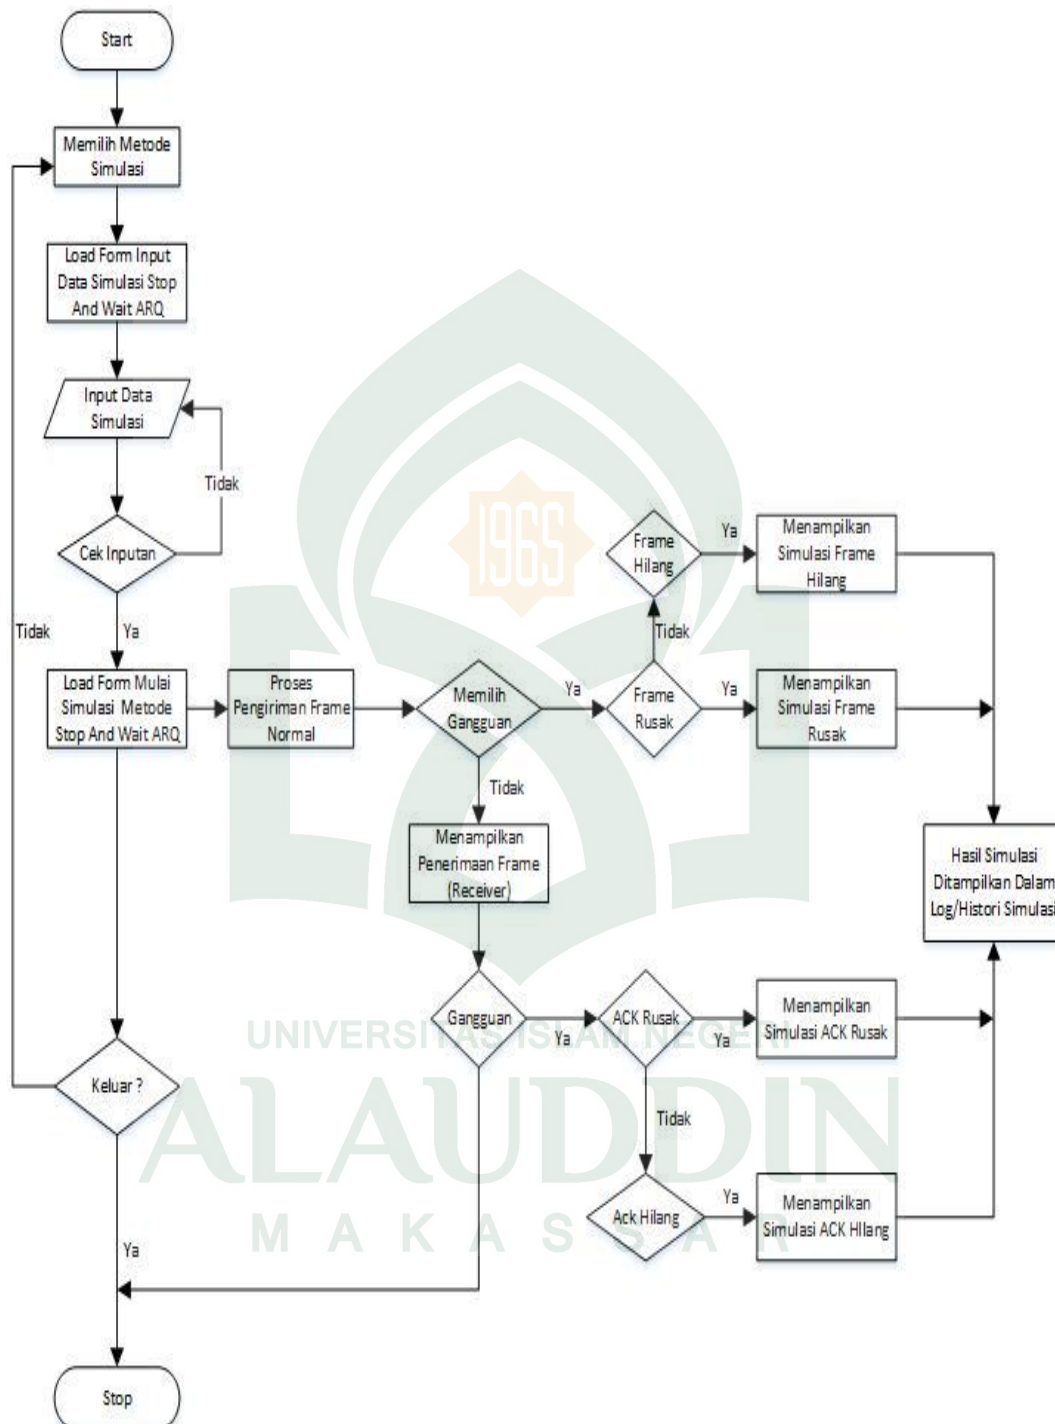 Start
Memilih Metode
Simulasi
Load Form Input
Data Simulasi Stop
And Wait ARQ
Input Data
Simulasi
Tidak
Cek Inputan
Ya
Tidak
Load Form Mulai
Simulasi Metode
Stop And Wait ARQ
Proses
Pengiriman Frame
Normal
Memilih
Gangguan
Ya
Frame
Rusak
Ya
Menampilkan
Simulasi Frame
Rusak
Tidak
Frame
Hilang
Ya
Menampilkan
Simulasi Frame
Hilang
Tidak
Menampilkan
Penerimaan Frame
(Receiver)
Hasil Simulasi
Ditampilkan Dalam
Log/Histori Simulasi
Gangguan
Ya
ACK Rusak
Ya
Menampilkan
Simulasi ACK Rusak
Tidak
Ack Hilang
Ya
Menampilkan
Simulasi ACK HIlang
Keluar ?
Ya
Stop
1965
UNIVERSITAS ISLAM NEGERI
ALAUDDIN
MAKASSAR